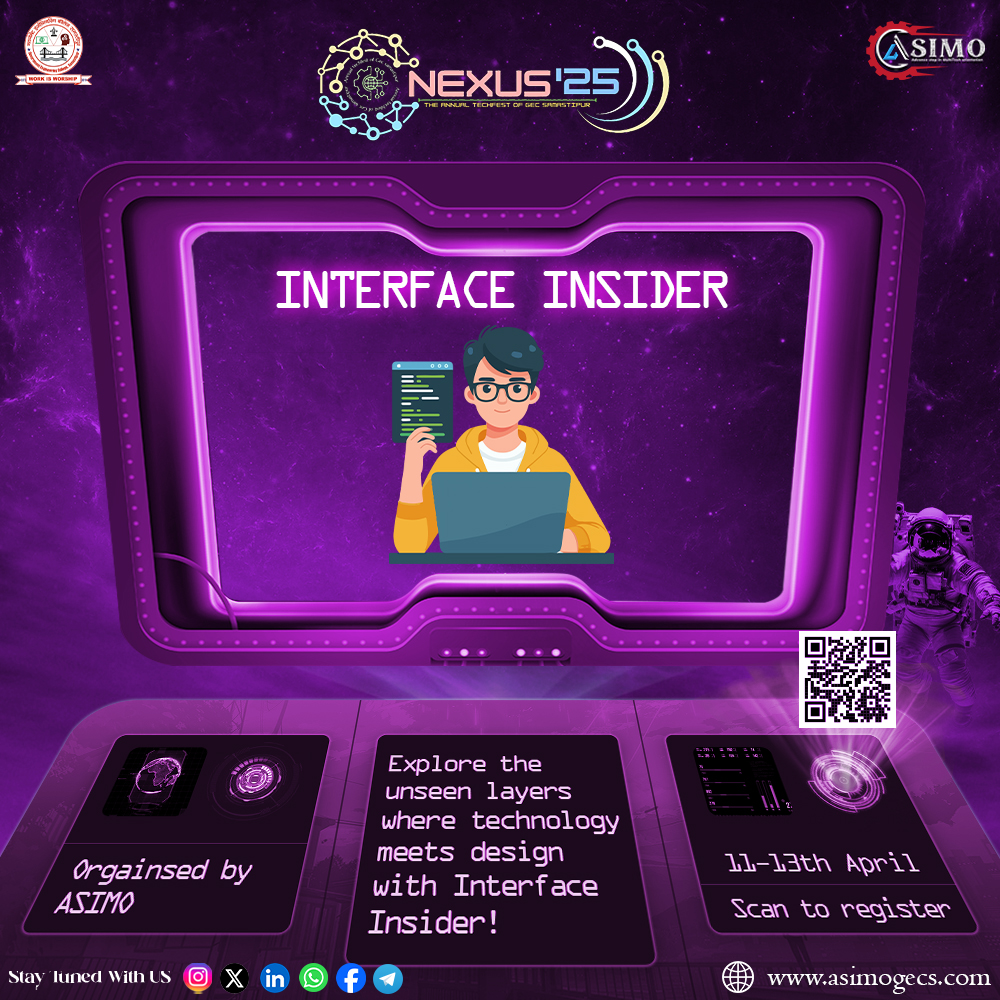 WORK IS WORSHIP
NEXUS'25
THE ANNUAL TECHFEST OF GEC SAMASTIPUR
ASIMO
INTERFACE INSIDER
Orgainsed by
ASIMO
Explore the
unseen layers
where technology
meets design
with Interface
Insider!
11-13th April
Scan to register
Stay Tuned With US
www.asimogecs.com